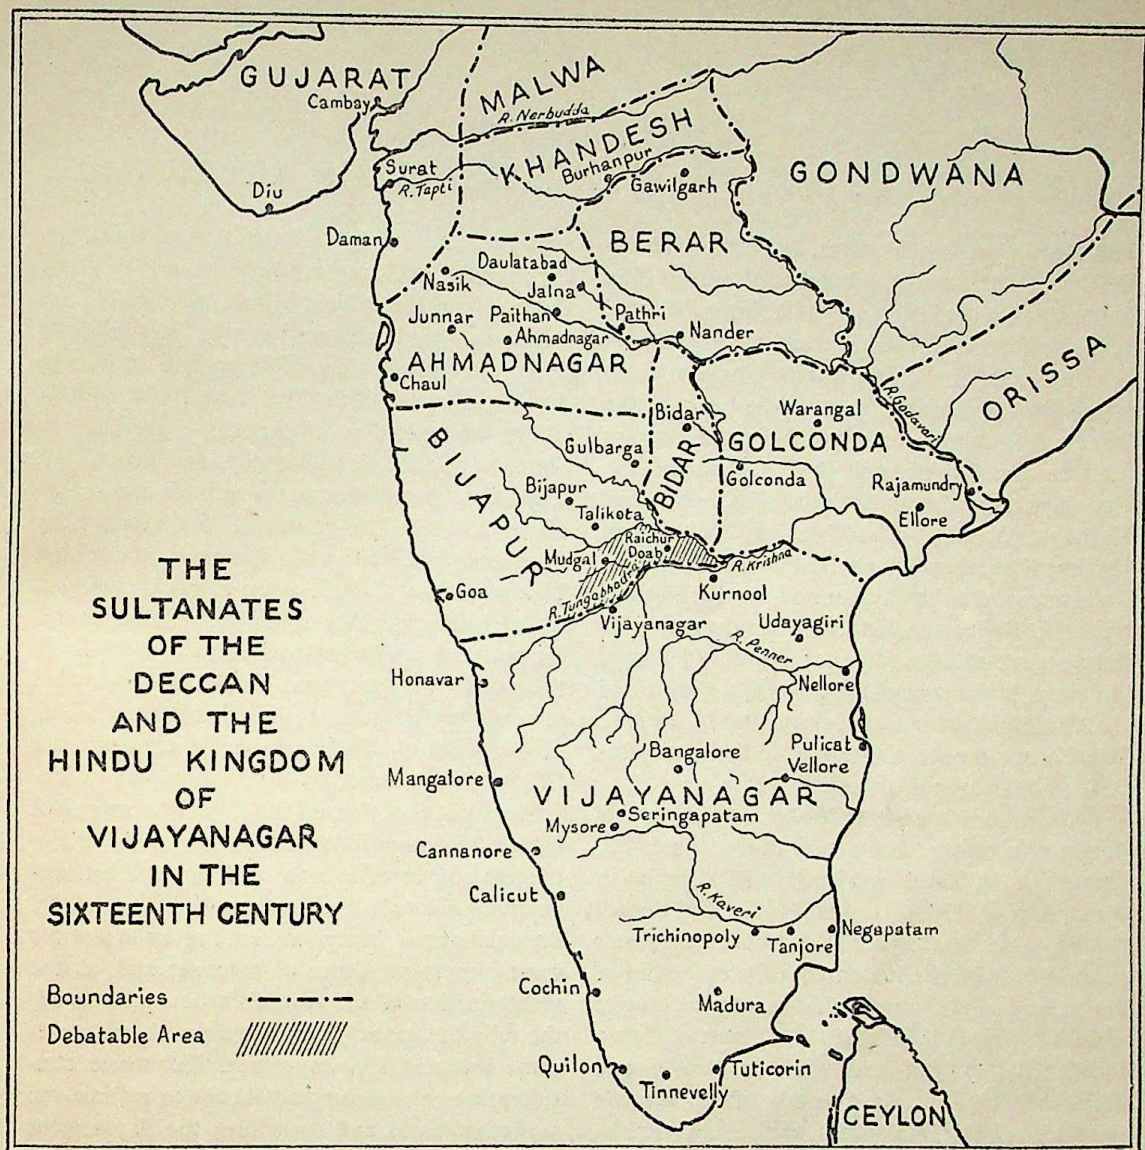 GUJARAT
Cambay
MALWA
R. Nerbudda
KHANDESH
Burhanpur
Gawilgarh
GONDWANA
Surat
R. Tapti
Diu
Daman
BERAR
Daulatabad
Nasik
Jalna
Junnar
Paithan
Pathri
Ahmadnagar
Nander
AHMADNAGAR
Chaul
ORISSA
R. Godavari
Bidar
Warangal
GOLCONDA
BIJAPUR
Gulbarga
BIDAR
Golconda
Bijapur
Rajamundry
Talikota
Ellore
Raichur
Doab
Mudgal
R. Krishna
Goa
R. Tungabhadra
Kurnool
Vijayanagar
Udayagiri
R. Penner
Honavar
Nellore
Bangalore
Pulicat
Vellore
Mangalore
VIJAYANAGAR
Seringapatam
Mysore
Cannanore
Calicut
R. Kaveri
Trichinopoly
Tanjore
Negapatam
Cochin
Madura
Quilon
Tinnevelly
Tuticorin
CEYLON
THE
SULTANATES
OF THE
DECCAN
AND THE
HINDU KINGDOM
OF
VIJAYANAGAR
IN THE
SIXTEENTH CENTURY
Boundaries
Debatable Area